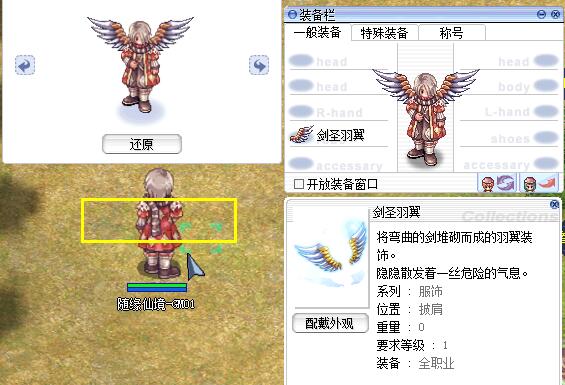 还原
随缘仙境-GM01
装备栏
一般装备 特殊装备 称号
head head
head body
R-hand L-hand
剑圣羽翼 shoes
accessary accessary
开放装备窗口
剑圣羽翼
Collections
将弯曲的剑堆砌而成的羽翼装
饰。
隐隐散发着一丝危险的气息。
系列 : 服饰
位置 : 披肩
重量 : 0
要求等级 : 1
装备 : 全职业
配戴外观